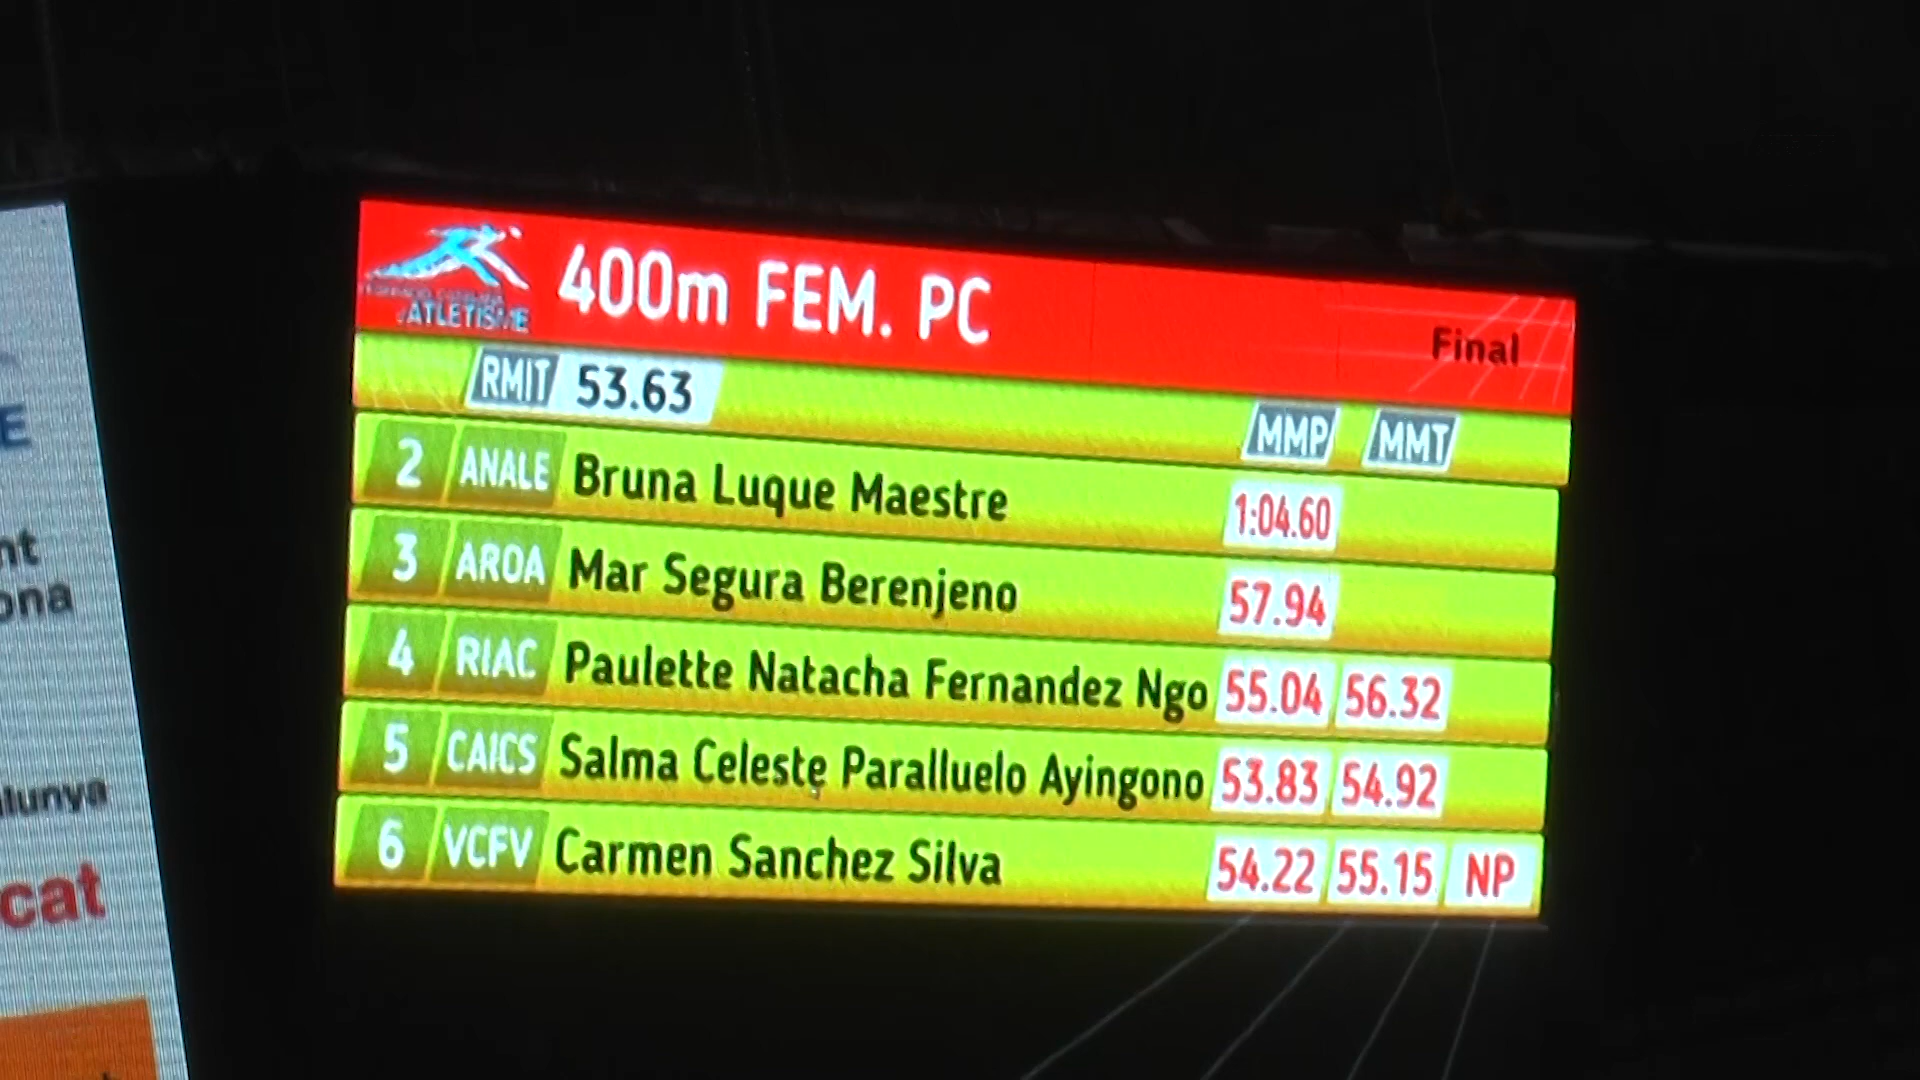 400m FEM. PC
ATLETISME
Final
RMIT 53.63
MMP MMT
2 ANALE Bruna Luque Maestre 1:04.60
3 AROA Mar Segura Berenjeno 57.94
4 RIAC Paulette Natacha Fernandez Ngo 55.04 56.32
5 CAICS Salma Celeste Paralluelo Ayingono 53.83 54.92
6 VCFV Carmen Sanchez Silva 54.22 55.15 NP
E
nt
ona
llunya
cat